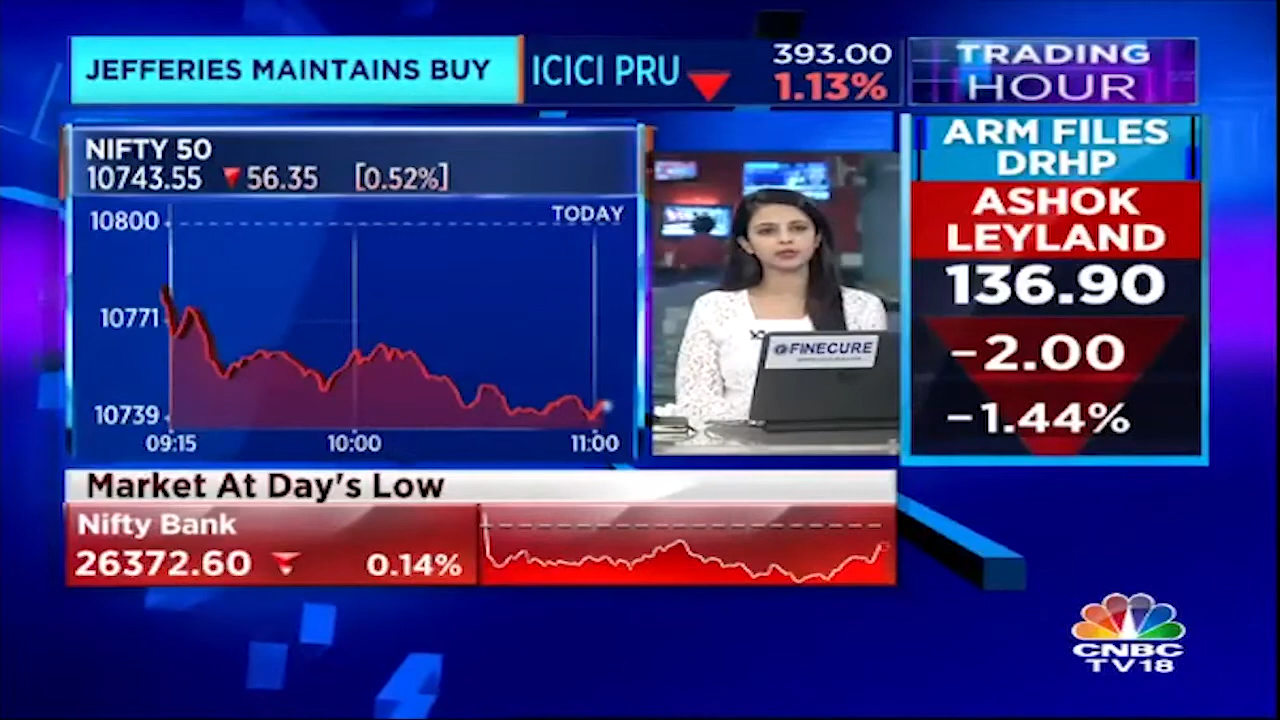 JEFFERIES MAINTAINS BUY
ICICI PRU
393.00
1.13%
TRADING
HOUR
NIFTY 50
10743.55 56.35 [0.52%]
TODAY
10800
10771
10739
09:15 10:00 11:00
FINECURE
ARM FILES
DRHP
ASHOK
LEYLAND
136.90
-2.00
-1.44%
Market At Day's Low
Nifty Bank
26372.60 0.14%
CNBC
TV18